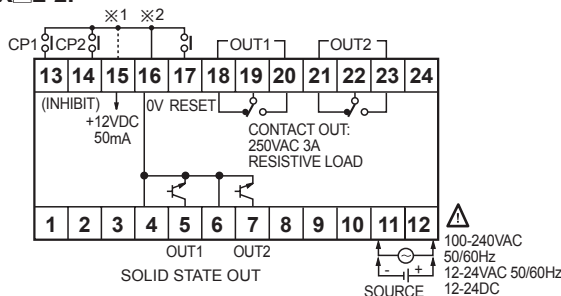 ※1 ※2
CP1 CP2 OUT1 OUT2
13 14 15 16 17 18 19 20 21 22 23 24
(INHIBIT) 0V RESET
+12VDC
50mA
CONTACT OUT:
250VAC 3A
RESISTIVE LOAD
1 2 3 4 5 6 7 8 9 10 11 12
OUT1 OUT2
SOLID STATE OUT
100-240VAC
50/60Hz
12-24VAC 50/60Hz
- +
SOURCE 12-24DC